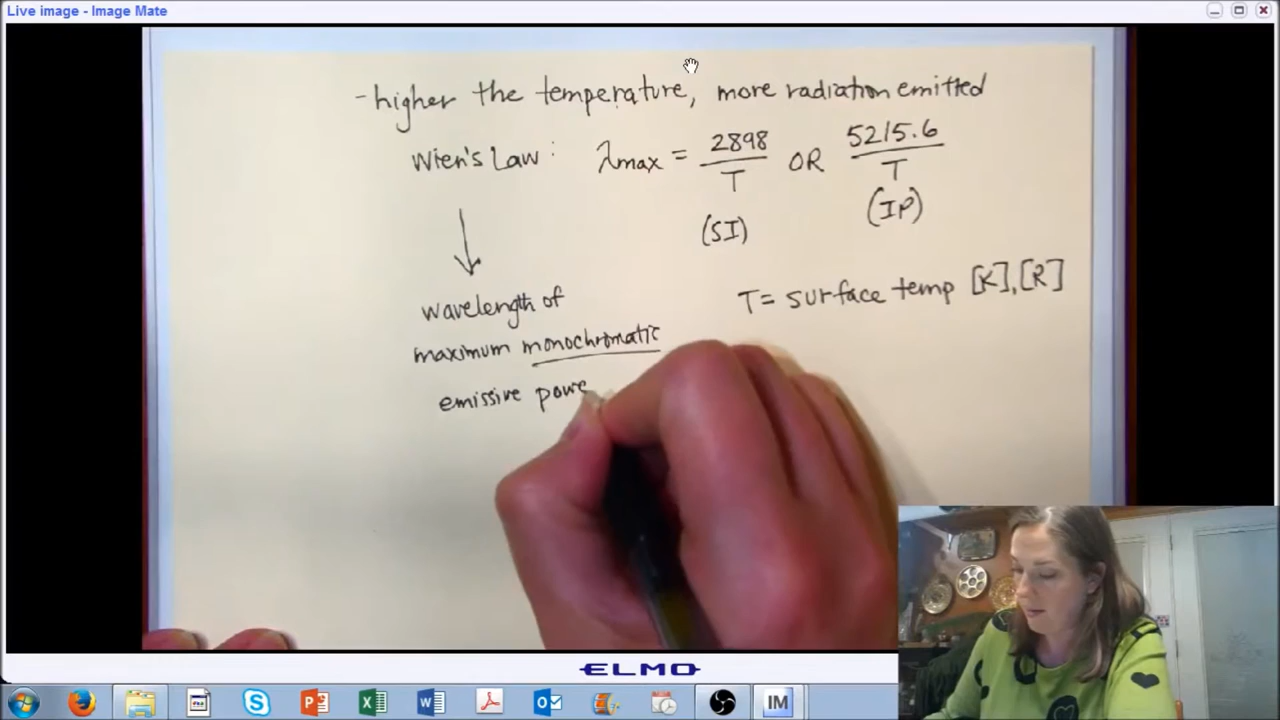 Live image - Image Mate
-higher the temperature, more radiation emitted
Wien's Law: λmax = 2898/T OR 5215.6/T
(SI) (IP)
wavelength of
T= surface temp [K],[R]
maximum monochromatic
emissive powe
ELMO
IM